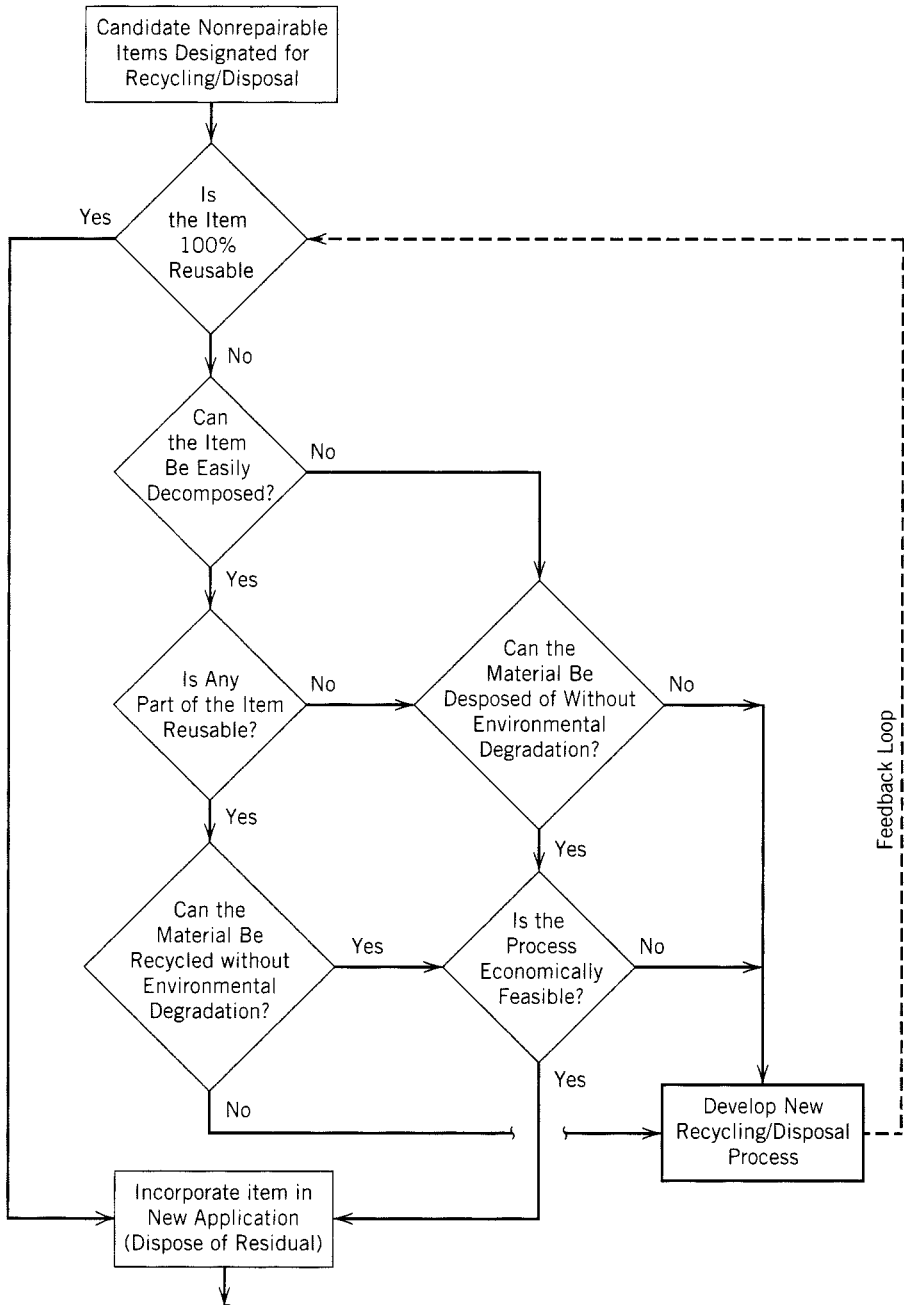 Candidate Nonrepairable
Items Designated for
Recycling/Disposal
Is
the Item
100%
Reusable
Yes
No
Can
the Item
Be Easily
Decomposed?
No
Yes
Is Any
Part of the Item
Reusable?
No
Yes
Can the
Material Be
Desposed of Without
Environmental
Degradation?
No
Yes
Can the
Material Be
Recycled without
Environmental
Degradation?
Yes
No
Is the
Process
Economically
Feasible?
No
Yes
Develop New
Recycling/Disposal
Process
Feedback Loop
Incorporate item in
New Application
(Dispose of Residual)